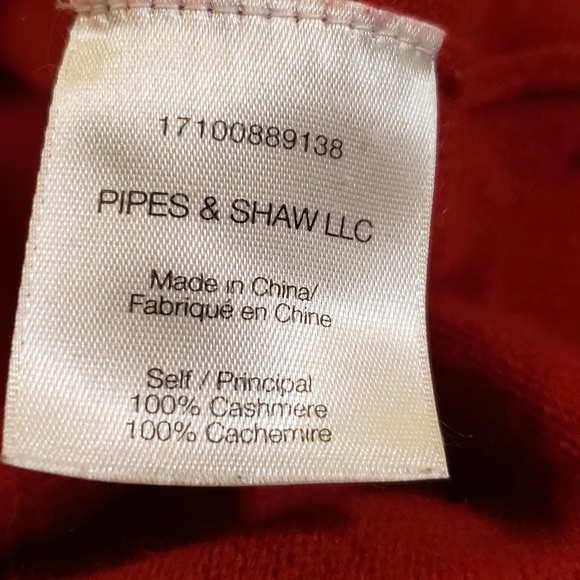 17100889138
PIPES & SHAW LLC
Made in China/
Fabriqué en Chine
Self / Principal
100% Cashmere
100% Cachemire